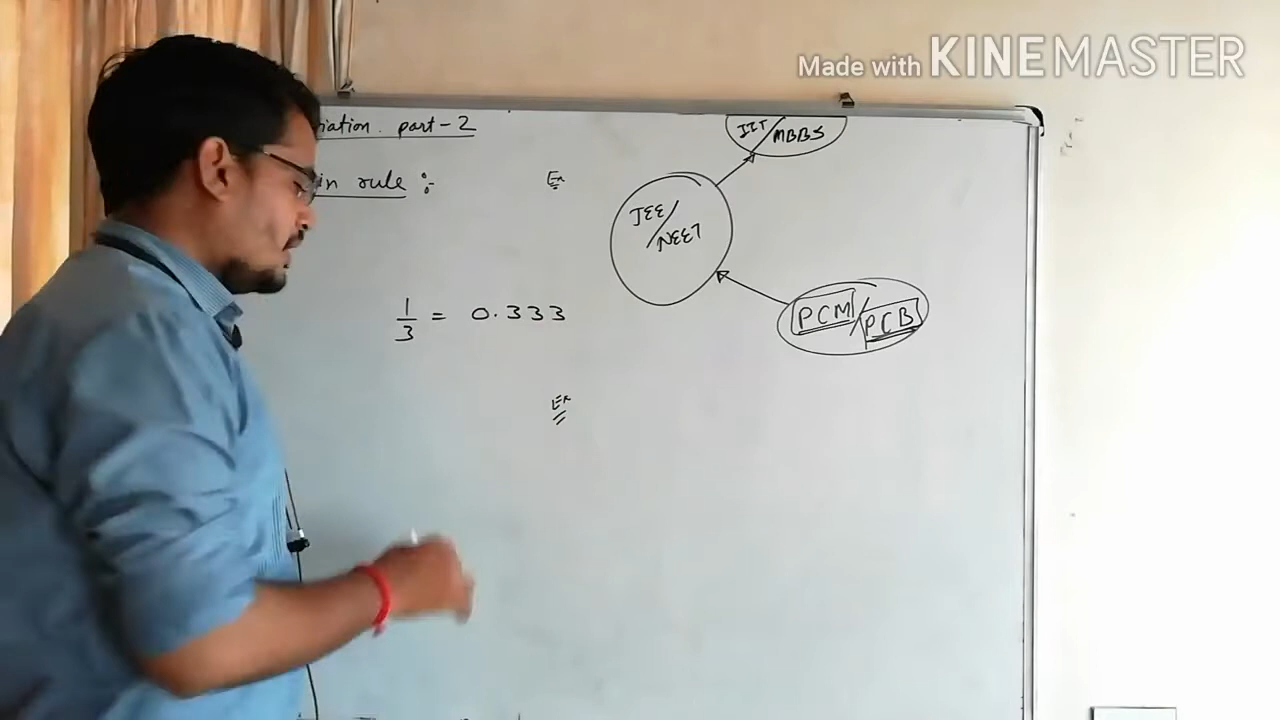 Made with KINEMASTER
iation. part-2
in rule :-
Ex
IIT/MBBS
JEE/NEET
PCM/PCB
1/3 = 0.333
Ex